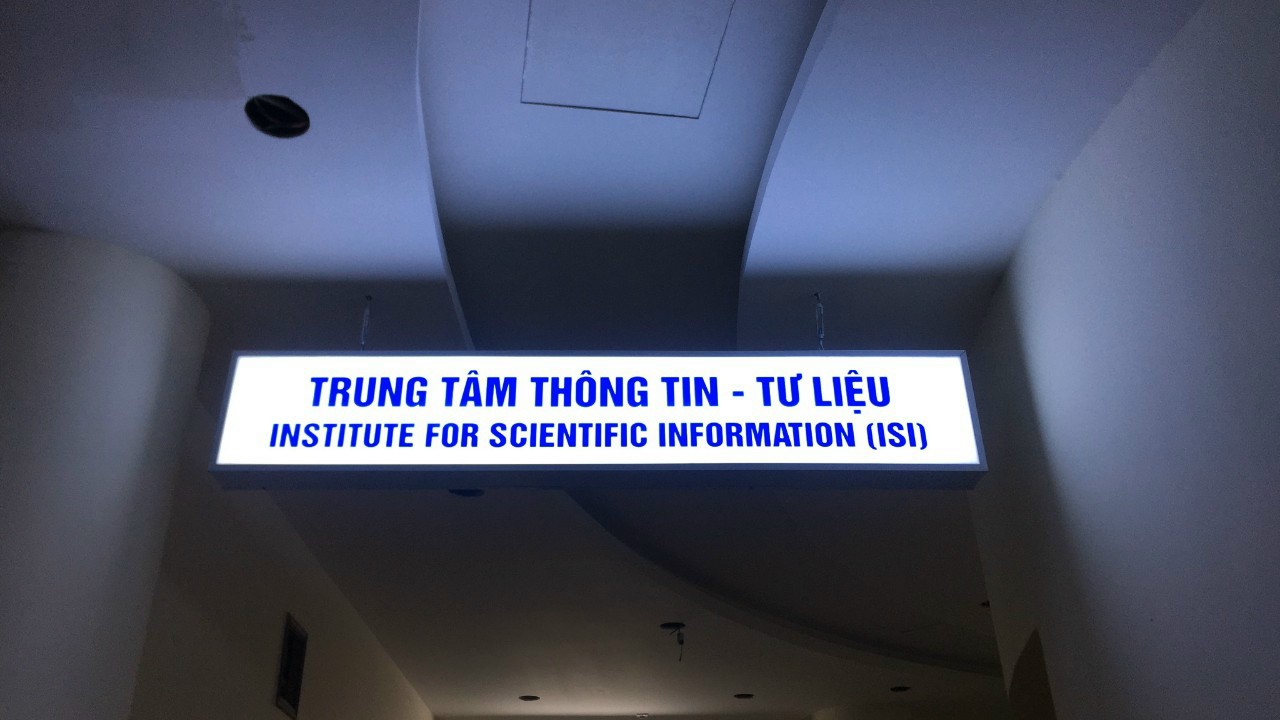 TRUNG TÂM THÔNG TIN - TƯ LIỆU
INSTITUTE FOR SCIENTIFIC INFORMATION (ISI)